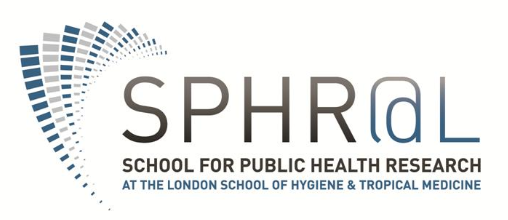 SPHR@L
SCHOOL FOR PUBLIC HEALTH RESEARCH
AT THE LONDON SCHOOL OF HYGIENE & TROPICAL MEDICINE